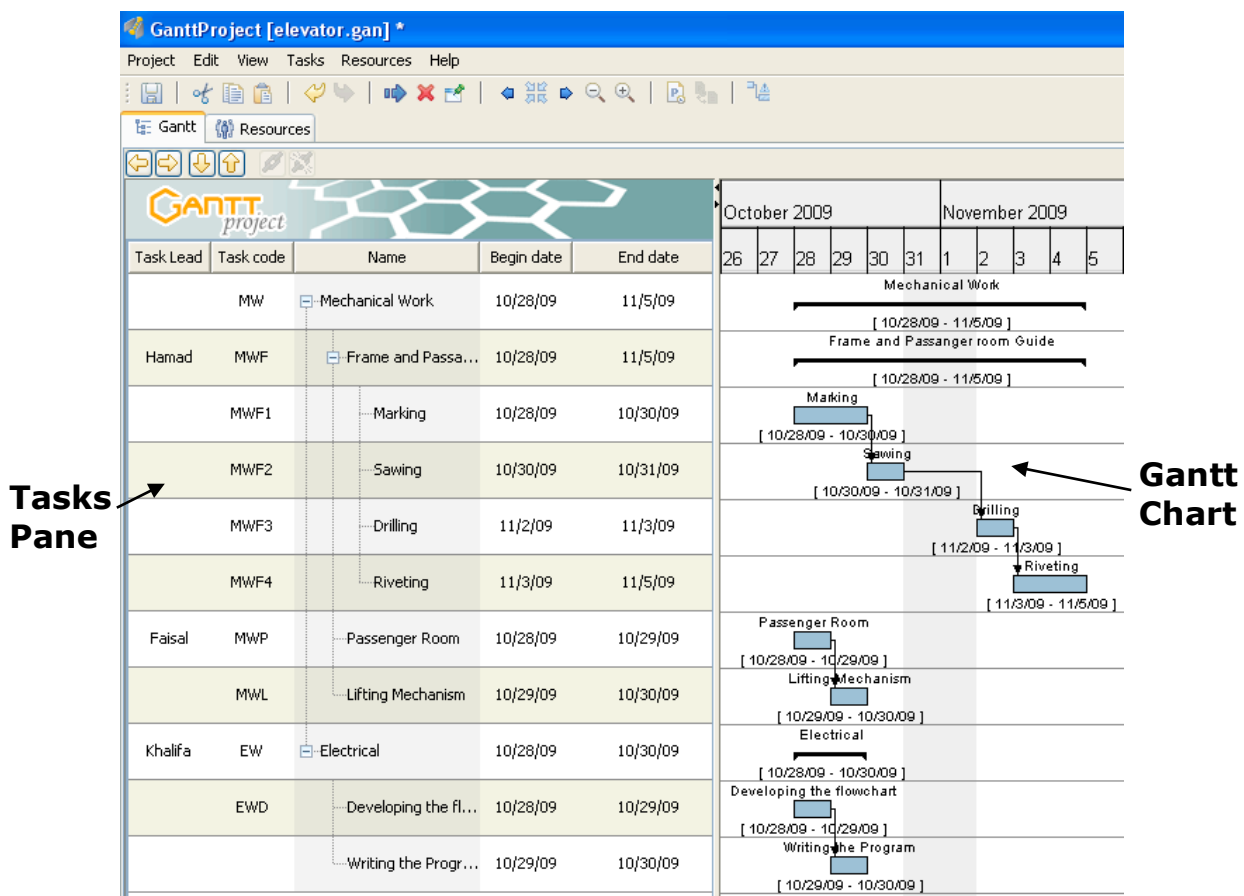 GanttProject [elevator.gan] *
Project Edit View Tasks Resources Help
Gantt Resources
GANTT project
October 2009 November 2009
Task Lead Task code Name Begin date End date 26 27 28 29 30 31 1 2 3 4 5
MW Mechanical Work 10/28/09 11/5/09
Mechanical Work
[ 10/28/09 - 11/5/09 ]
Hamad MWF Frame and Passa... 10/28/09 11/5/09
Frame and Passanger room Guide
[ 10/28/09 - 11/5/09 ]
MWF1 Marking 10/28/09 10/30/09
Marking
[ 10/28/09 - 10/30/09 ]
MWF2 Sawing 10/30/09 10/31/09
Sawing
[ 10/30/09 - 10/31/09 ]
Tasks
Pane
Gantt
Chart
MWF3 Drilling 11/2/09 11/3/09
Drilling
[ 11/2/09 - 11/3/09 ]
MWF4 Riveting 11/3/09 11/5/09
Riveting
[ 11/3/09 - 11/5/09 ]
Faisal MWP Passenger Room 10/28/09 10/29/09
Passenger Room
[ 10/28/09 - 10/29/09 ]
MWL Lifting Mechanism 10/29/09 10/30/09
Lifting Mechanism
[ 10/29/09 - 10/30/09 ]
Khalifa EW Electrical 10/28/09 10/30/09
Electrical
[ 10/28/09 - 10/30/09 ]
EWD Developing the fl... 10/28/09 10/29/09
Developing the flowchart
[ 10/28/09 - 10/29/09 ]
Writing the Progr... 10/29/09 10/30/09
Writing the Program
[ 10/29/09 - 10/30/09 ]